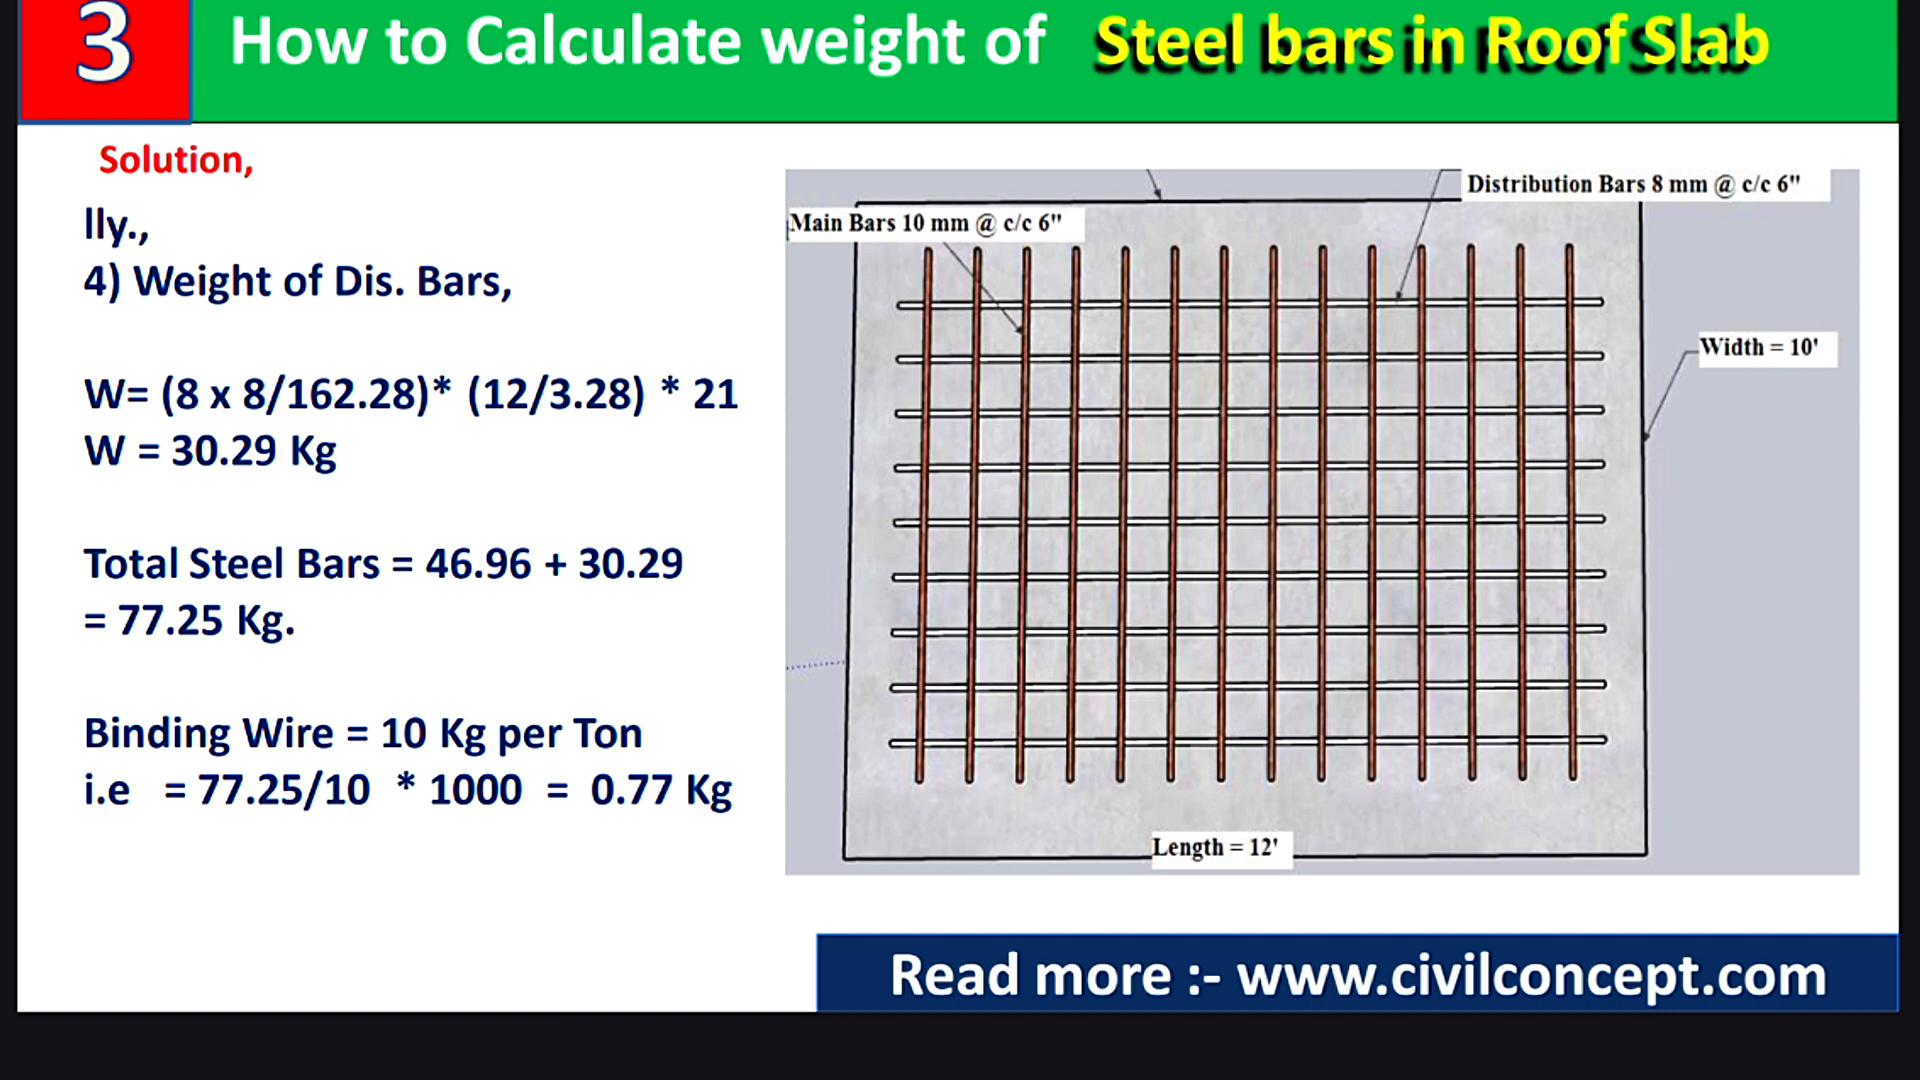 3
How to Calculate weight of Steel bars in Roof Slab
Solution,
lly.,
4) Weight of Dis. Bars,
W= (8 x 8/162.28)* (12/3.28) * 21
W = 30.29 Kg
Total Steel Bars = 46.96 + 30.29
= 77.25 Kg.
Binding Wire = 10 Kg per Ton
i.e = 77.25/10 * 1000 = 0.77 Kg
Distribution Bars 8 mm @ c/c 6"
Main Bars 10 mm @ c/c 6"
Width = 10'
Length = 12'
Read more :- www.civilconcept.com